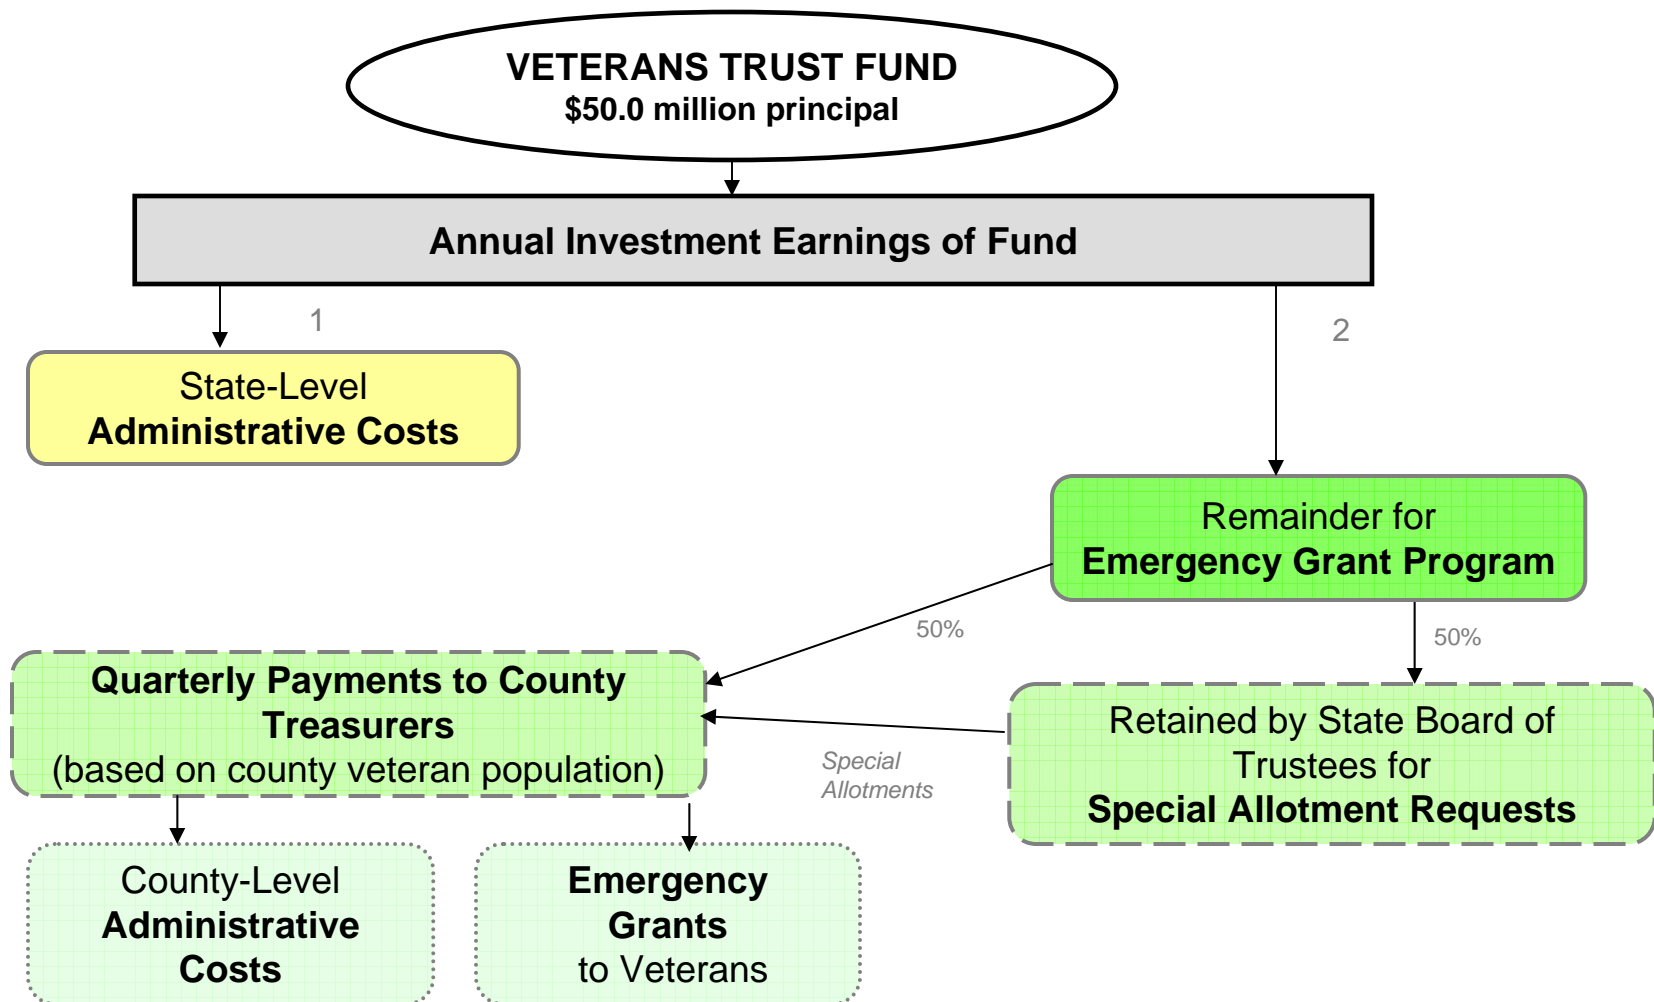 VETERANS TRUST FUND
$50.0 million principal
Annual Investment Earnings of Fund
1
2
State-Level
Administrative Costs
Remainder for
Emergency Grant Program
50%
50%
Quarterly Payments to County
Treasurers
(based on county veteran population)
Special
Allotments
Retained by State Board of
Trustees for
Special Allotment Requests
County-Level
Administrative
Costs
Emergency
Grants
to Veterans